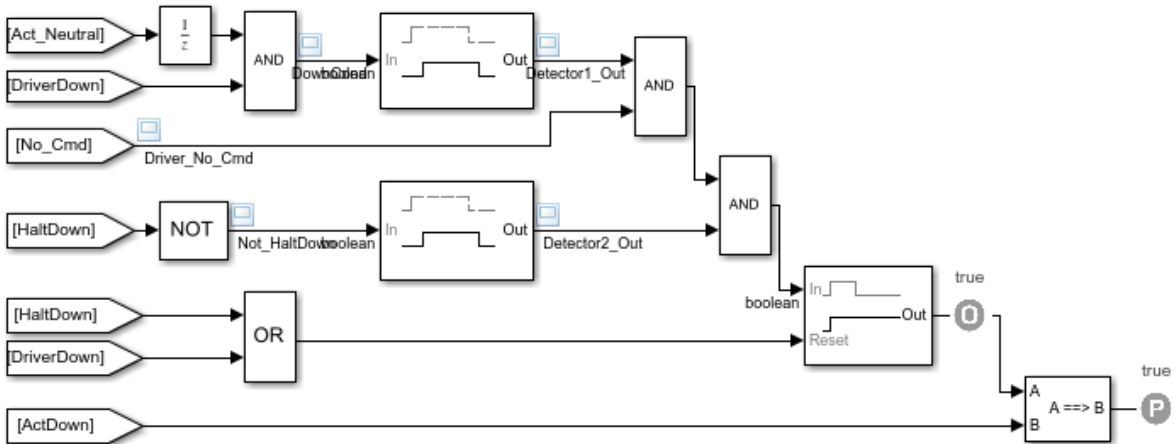 [Act_Neutral]
1
z
AND
[DriverDown]
In
Out
boolean
Detector1_Out
AND
[No_Cmd]
Driver_No_Cmd
AND
[HaltDown]
NOT
Not_HaltDown
boolean
In
Out
Detector2_Out
[HaltDown]
[DriverDown]
OR
boolean
In
Out
Reset
true
O
[ActDown]
A
B
A ==> B
true
P